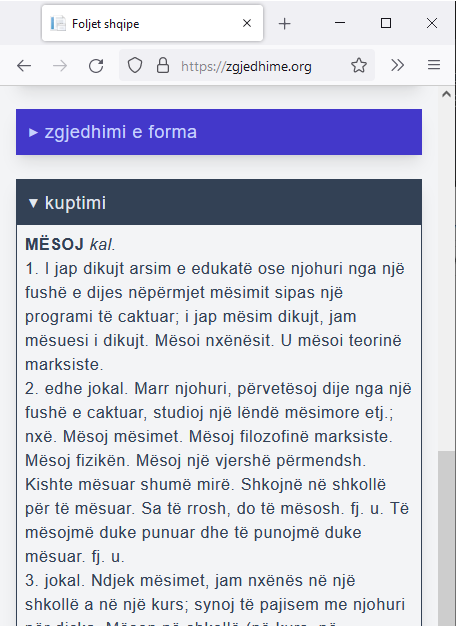 Foljet shqipe
https://zgjedhime.org
▸ zgjedhimi e forma
▾ kuptimi
MËSOJ kal.
1. I jap dikujt arsim e edukatë ose njohuri nga një
fushë e dijes nëpërmjet mësimit sipas një
programi të caktuar; i jap mësim dikujt, jam
mësuesi i dikujt. Mësoi nxënësit. U mësoi teorinë
marksiste.
2. edhe jokal. Marr njohuri, përvetësoj dije nga një
fushë e caktuar, studioj një lëndë mësimore etj.;
nxë. Mësoj mësimet. Mësoj filozofinë marksiste.
Mësoj fizikën. Mësoj një vjershë përmendsh.
Kishte mësuar shumë mirë. Shkojnë në shkollë
për të mësuar. Sa të rrosh, do të mësosh. fj. u. Të
mësojmë duke punuar dhe të punojmë duke
mësuar. fj. u.
3. jokal. Ndjek mësimet, jam nxënës në një
shkollë a në një kurs; synoj të pajisem me njohuri